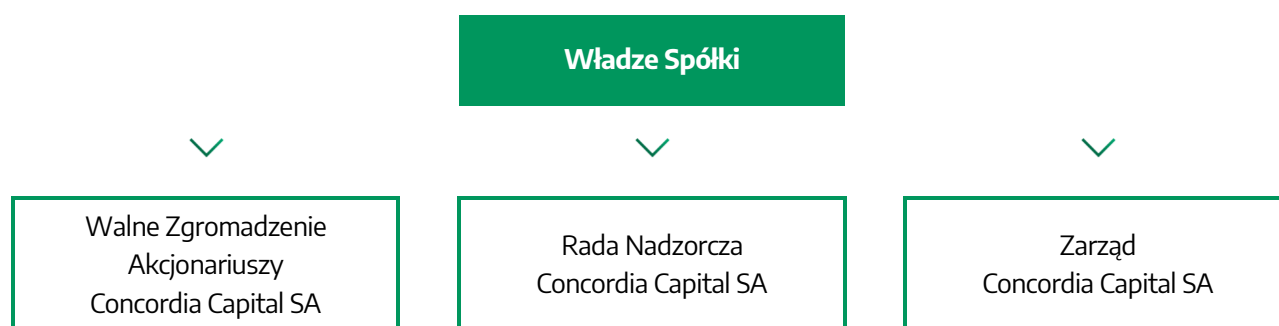 Władze Spółki
Walne Zgromadzenie
Akcjonariuszy
Concordia Capital SA
Rada Nadzorcza
Concordia Capital SA
Zarząd
Concordia Capital SA